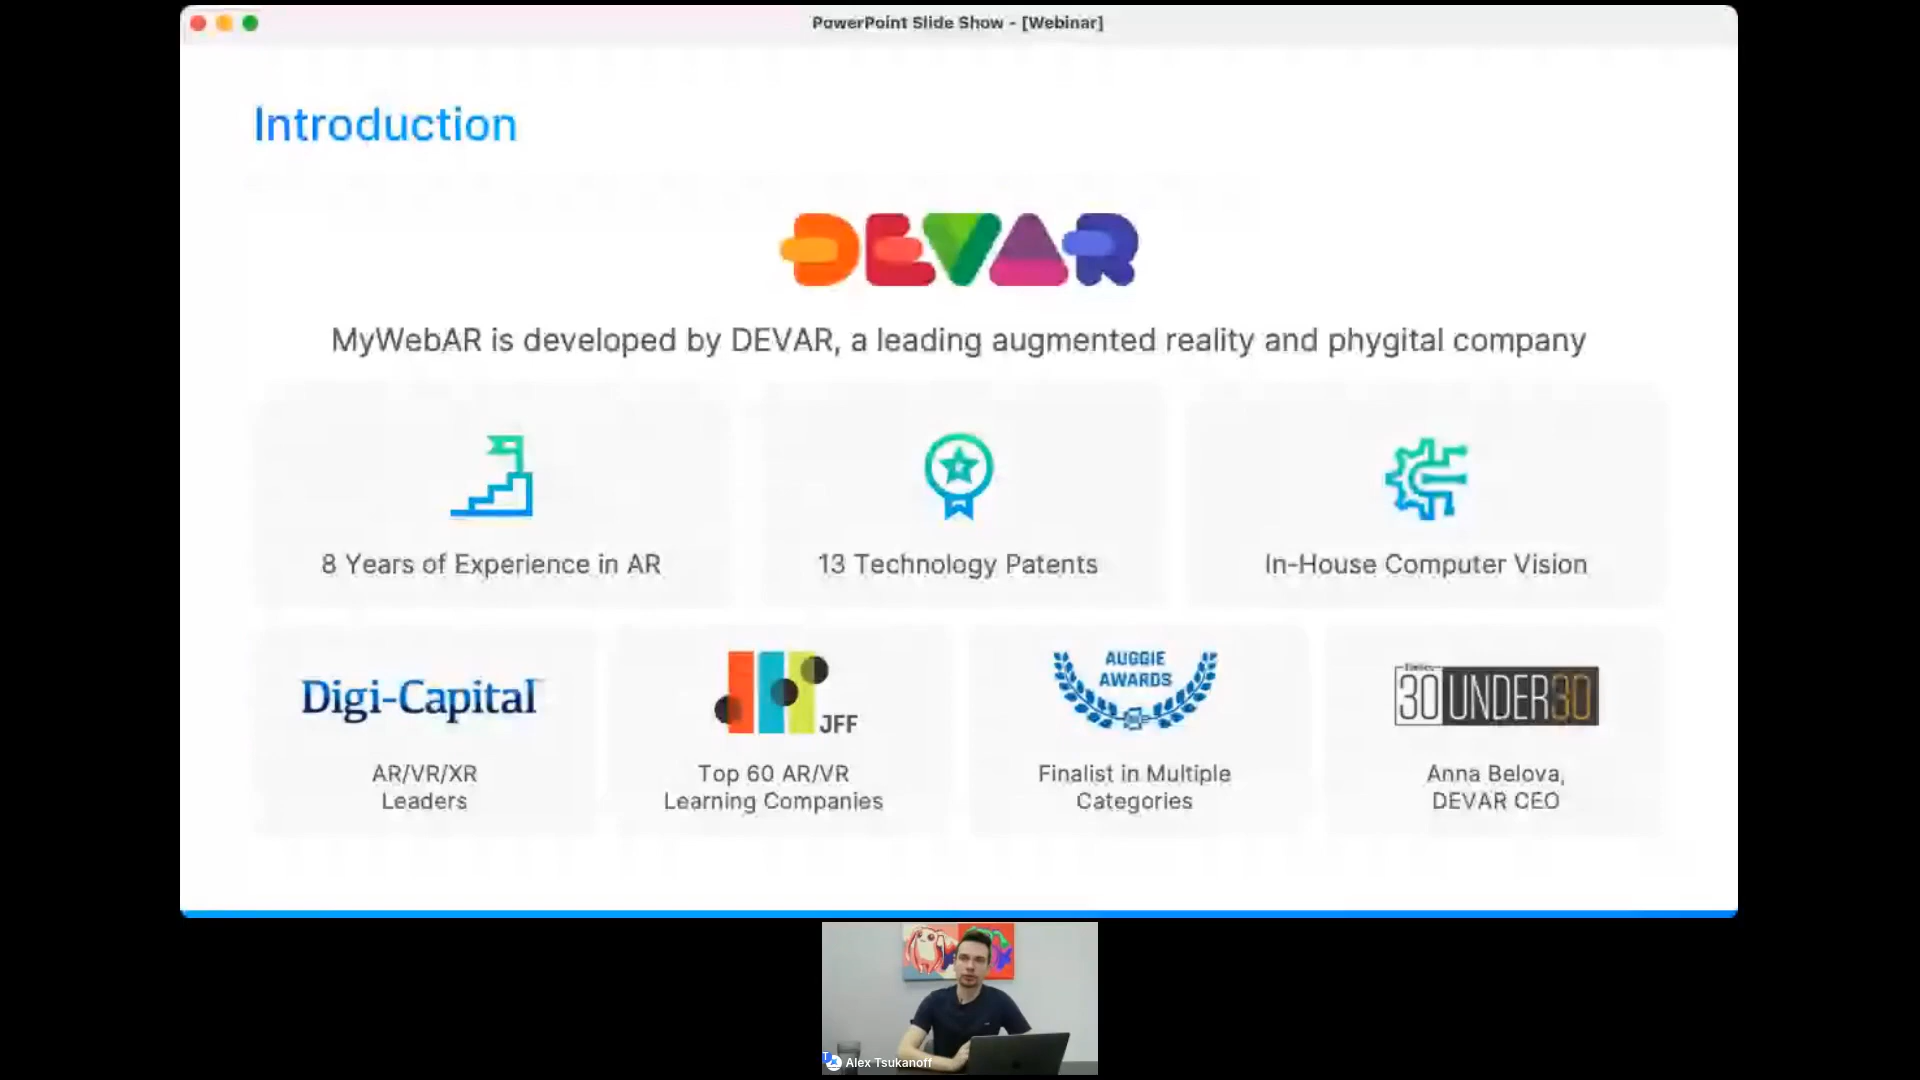 PowerPoint Slide Show - [Webinar]
Introduction
DEVAR
MyWebAR is developed by DEVAR, a leading augmented reality and phygital company
8 Years of Experience in AR
13 Technology Patents
In-House Computer Vision
Digi-Capital
AR/VR/XR
Leaders
JFF
Top 60 AR/VR
Learning Companies
AUGGIE
AWARDS
Finalist in Multiple
Categories
30 UNDER 30
Anna Belova,
DEVAR CEO
Alex Tsukanoff